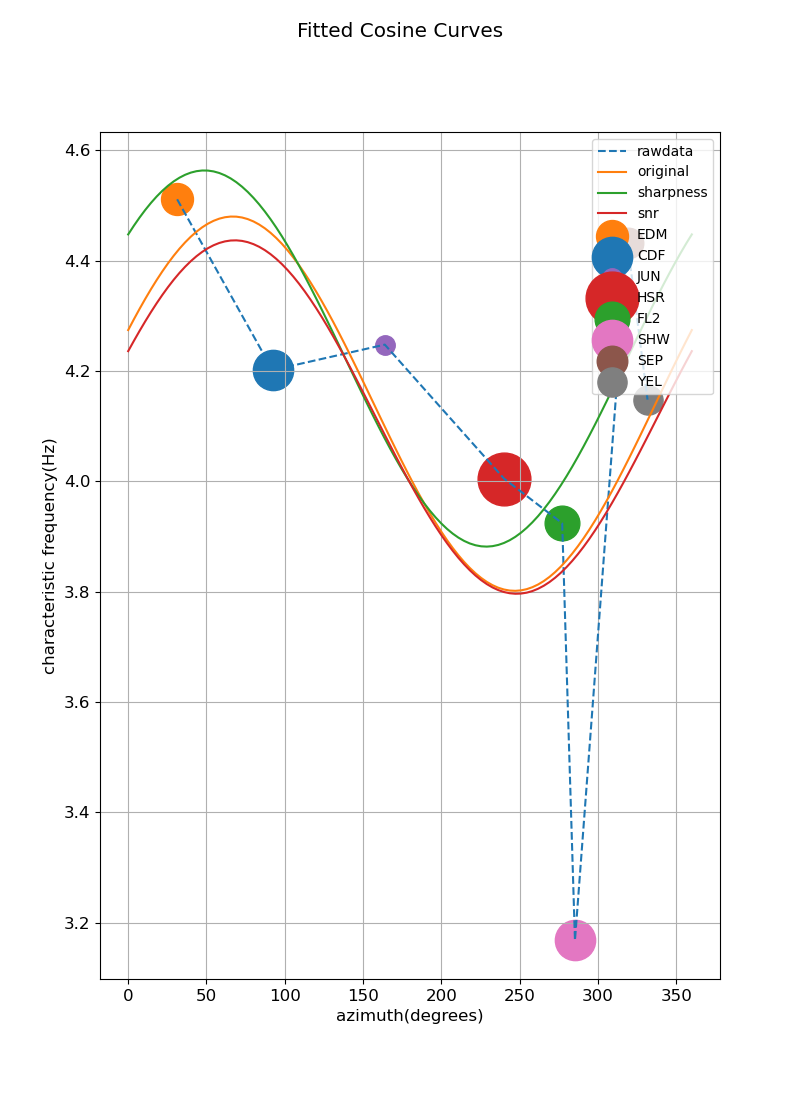 Fitted Cosine Curves
4.6
4.4
4.2
4.0
3.8
3.6
3.4
3.2
characteristic frequency(Hz)
rawdata
original
sharpness
snr
EDM
CDF
JUN
HSR
FL2
SHW
SEP
YEL
0 50 100 150 200 250 300 350
azimuth(degrees)